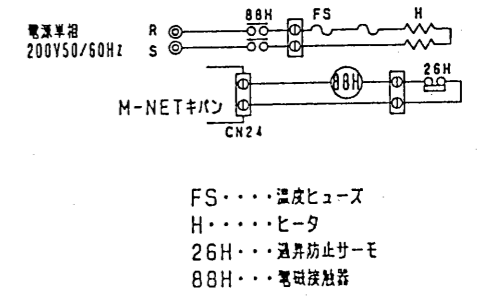 88H FS H
電源単相 R
200V50/60Hz S
26H
88H
M-NETキバン
CN24
FS・・・・温度ヒューズ
H・・・・・ヒータ
26H・・・過昇防止サーモ
88H・・・電磁接触器